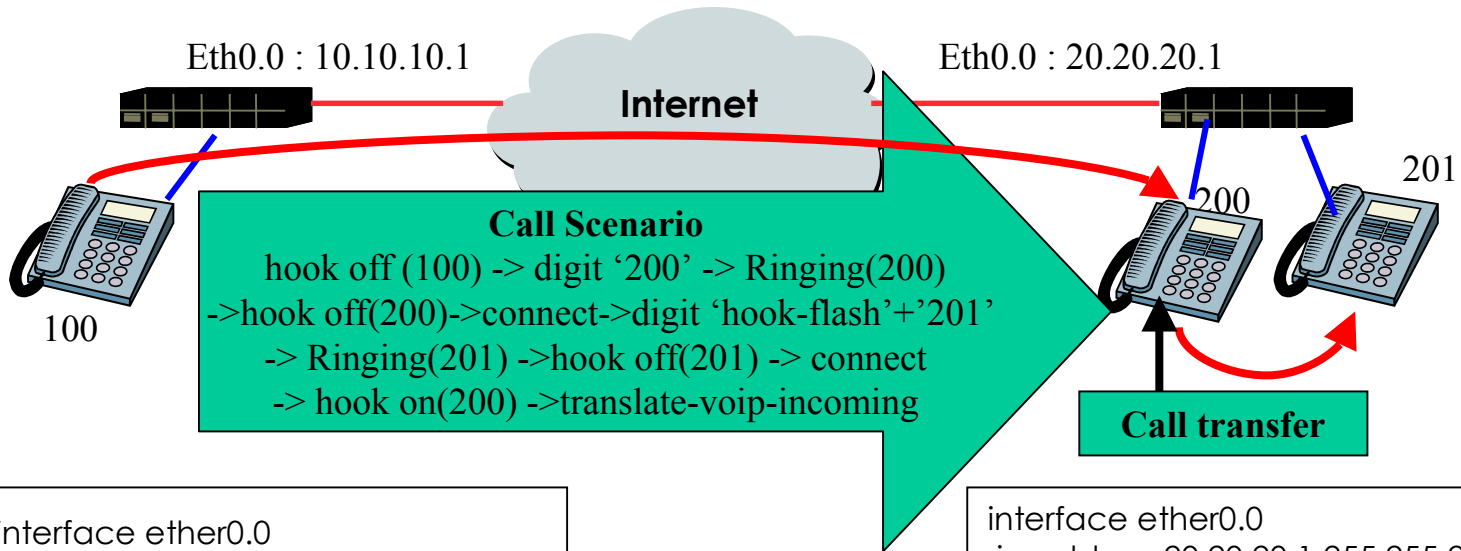 Eth0.0 : 10.10.10.1
Eth0.0 : 20.20.20.1
Internet
201
200
100
Call Scenario
hook off (100) -> digit ‘200’ -> Ringing(200)
->hook off(200)->connect->digit ‘hook-flash’+’201’
-> Ringing(201) ->hook off(201) -> connect
-> hook on(200) ->translate-voip-incoming
Call transfer
interface ether0.0
interface ether0.0